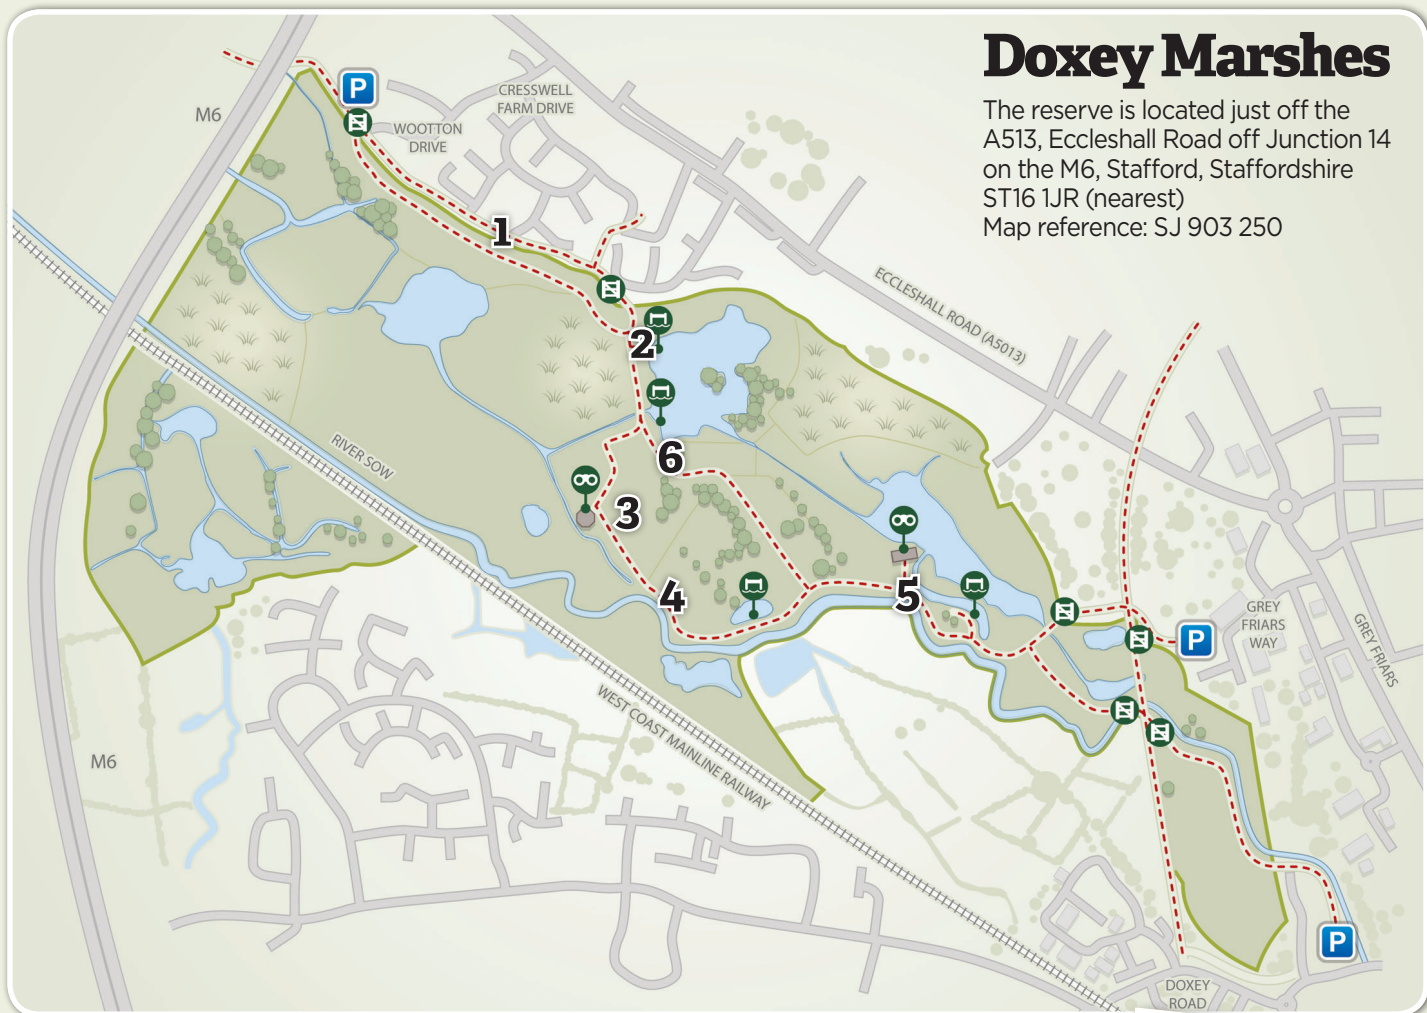 Doxey Marshes
The reserve is located just off the
A513, Eccleshall Road off Junction 14
on the M6, Stafford, Staffordshire
ST16 1JR (nearest)
Map reference: SJ 903 250
P
M6
CRESSWELL
FARM DRIVE
WOOTTON
DRIVE
1
ECCLESHALL ROAD (A5013)
2
RIVER SOW
6
3
4
5
P
GREY
FRIARS
WAY
GREY FRIARS
WEST COAST MAINLINE RAILWAY
M6
P
DOXEY
ROAD